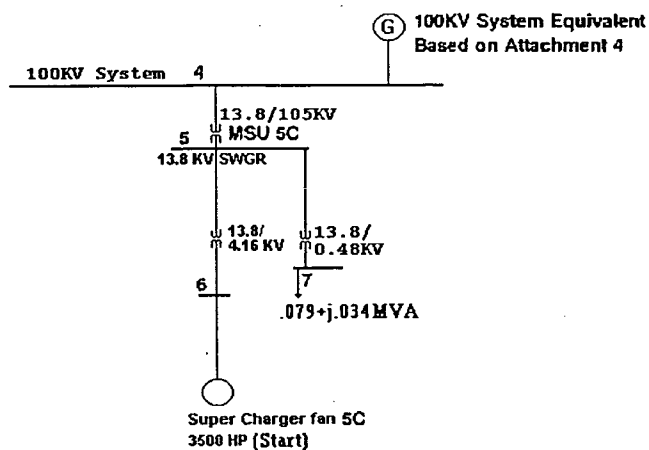 G 100KV System Equivalent
Based on Attachment 4
100KV System 4
13.8/105KV
MSU 5C
5
13.8 KV SWGR
13.8/
4.16 KV
13.8/
0.48KV
6
7
.079+j.034MVA
Super Charger fan 5C
3500 HP (Start)